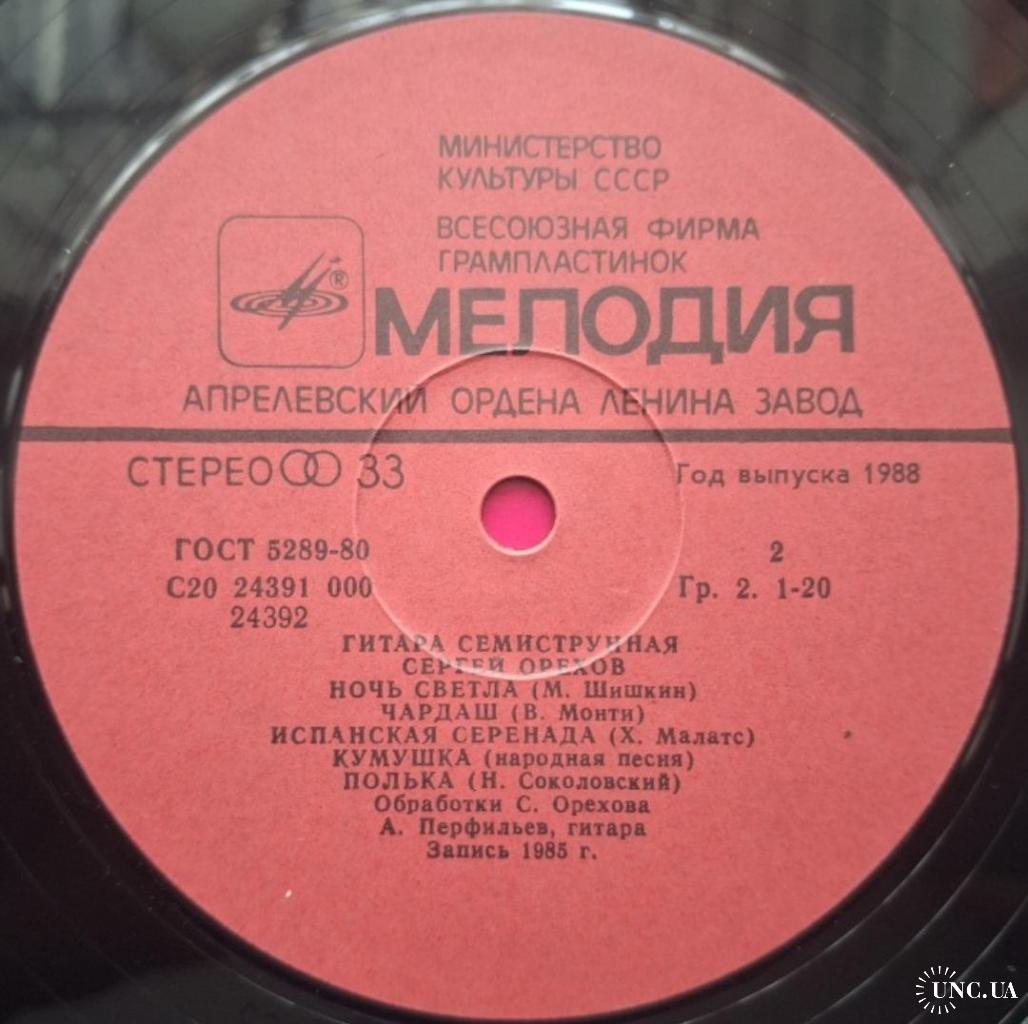 МИНИСТЕРСТВО
КУЛЬТУРЫ СССР
ВСЕСОЮЗНАЯ ФИРМА
ГРАМПЛАСТИНОК
®
МЕЛОДИЯ
АПРЕЛЕВСКИЙ ОРДЕНА ЛЕНИНА ЗАВОД
СТЕРЕО 33
Год выпуска 1988
ГОСТ 5289-80
2
С20 24391 000
Гр. 2. 1-20
24392
ГИТАРА СЕМИСТРУННАЯ
СЕРГЕЙ ОРЕХОВ
НОЧЬ СВЕТЛА (М. Шишкин)
ЧАРДАШ (В. Монти)
ИСПАНСКАЯ СЕРЕНАДА (Х. Малатс)
КУМУШКА (народная песня)
ПОЛЬКА (Н. Соколовский)
Обработки С. Орехова
А. Перфильев, гитара
Запись 1985 г.
UNC.UA